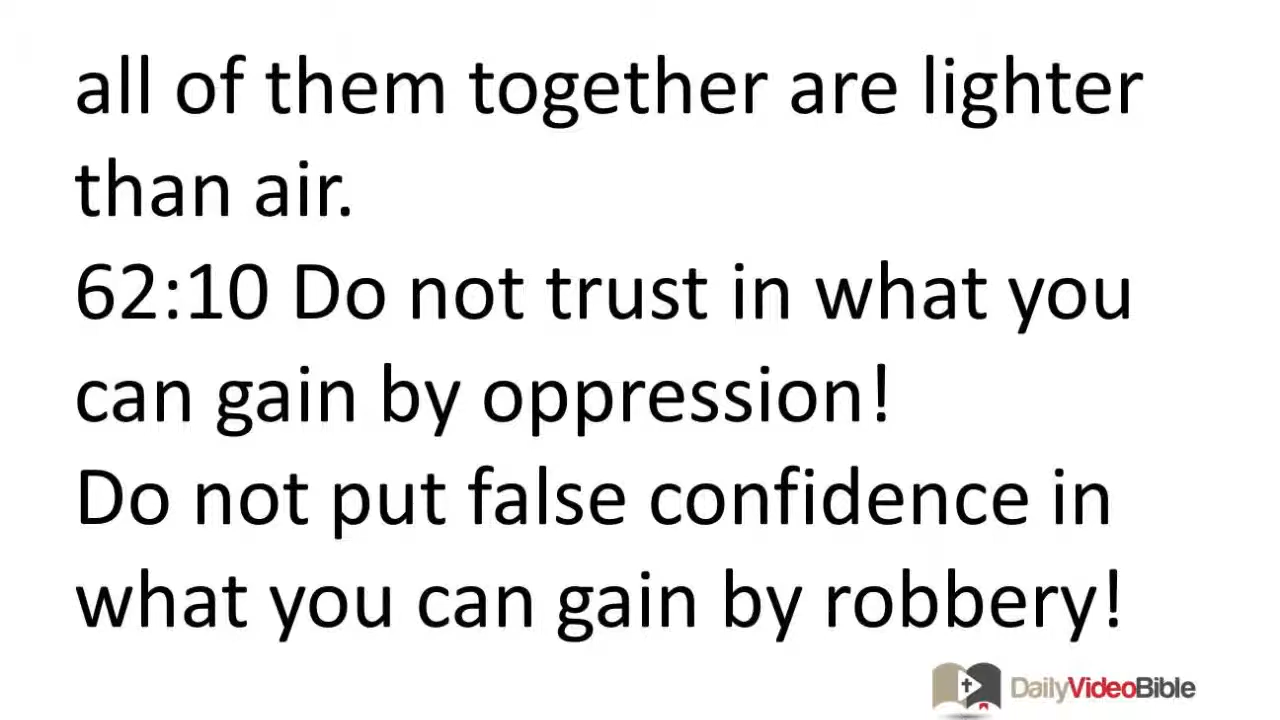 all of them together are lighter
than air.
62:10 Do not trust in what you
can gain by oppression!
Do not put false confidence in
what you can gain by robbery!
DailyVideoBible